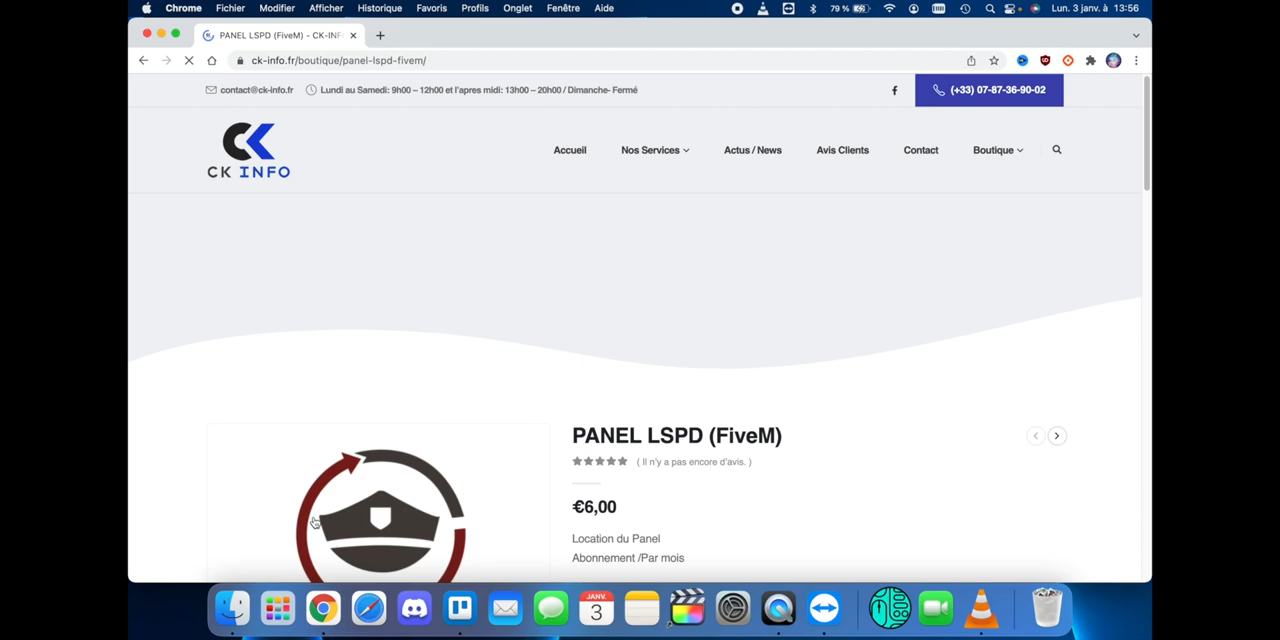 Chrome Fichier Modifier Afficher Historique Favoris Profils Onglet Fenêtre Aide 79 % Lun. 3 janv. à 13:56
PANEL LSPD (FiveM) - CK-INF
ck-info.fr/boutique/panel-lspd-fivem/
contact@ck-info.fr Lundi au Samedi: 9h00 – 12h00 et l'apres midi: 13h00 – 20h00 / Dimanche- Fermé (+33) 07-87-36-90-02
CK INFO
Accueil Nos Services Actus / News Avis Clients Contact Boutique
PANEL LSPD (FiveM)
( Il n'y a pas encore d'avis. )
€6,00
Location du Panel
Abonnement /Par mois
JANV.
3